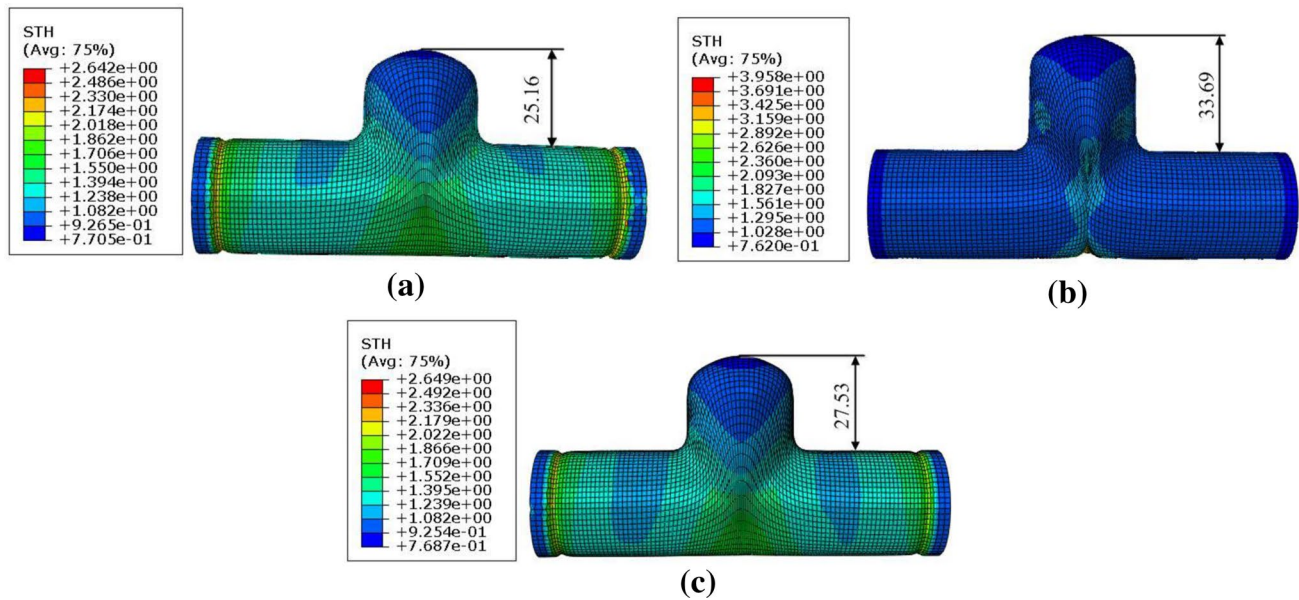 STH
(Avg: 75%)
+2.642e+00
+2.486e+00
+2.330e+00
+2.174e+00
+2.018e+00
+1.862e+00
+1.706e+00
+1.550e+00
+1.394e+00
+1.238e+00
+1.082e+00
+9.265e-01
+7.705e-01
25.16
(a)
STH
(Avg: 75%)
+3.958e+00
+3.691e+00
+3.425e+00
+3.159e+00
+2.892e+00
+2.626e+00
+2.360e+00
+2.093e+00
+1.827e+00
+1.561e+00
+1.295e+00
+1.028e+00
+7.620e-01
33.69
(b)
STH
(Avg: 75%)
+2.649e+00
+2.492e+00
+2.336e+00
+2.179e+00
+2.022e+00
+1.866e+00
+1.709e+00
+1.552e+00
+1.395e+00
+1.239e+00
+1.082e+00
+9.254e-01
+7.687e-01
27.53
(c)